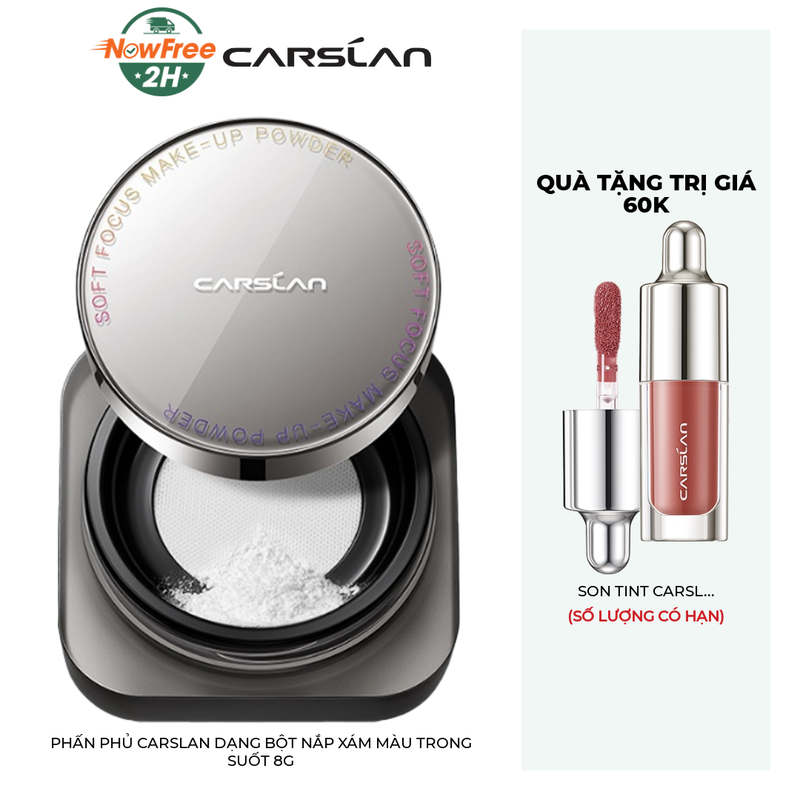 NowFree
2H
CARSLAN
SOFT FOCUS MAKE=UP POWDER
SOFT FOCUS MAKE-UP POWDER
CARSLAN
QUÀ TẶNG TRỊ GIÁ
60K
CARSLAN
SON TINT CARSL...
(SỐ LƯỢNG CÓ HẠN)
PHẤN PHỦ CARSLAN DẠNG BỘT NẮP XÁM MÀU TRONG
SUỐT 8G